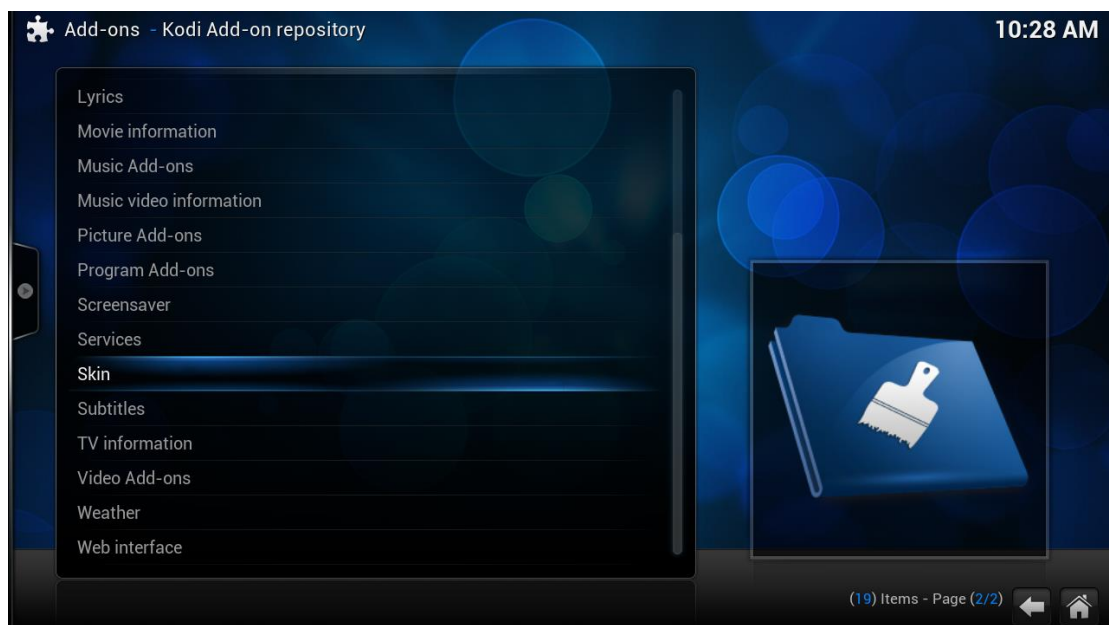 Add-ons - Kodi Add-on repository
10:28 AM
Lyrics
Movie information
Music Add-ons
Music video information
Picture Add-ons
Program Add-ons
Screensaver
Services
Skin
Subtitles
TV information
Video Add-ons
Weather
Web interface
(19) Items - Page (2/2)